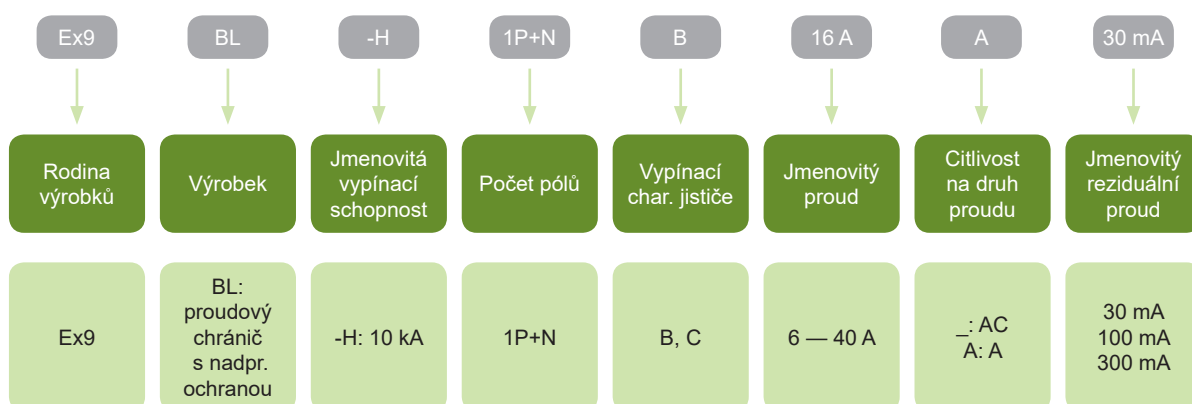 Ex9
BL
-H
1P+N
B
16 A
A
30 mA
Rodina
výrobků
Výrobek
Jmenovitá
vypínací
schopnost
Počet pólů
Vypínací
char. jističe
Jmenovitý
proud
Citlivost
na druh
proudu
Jmenovitý
reziduální
proud
Ex9
BL:
proudový
chránič
s nadpr.
ochranou
-H: 10 kA
1P+N
B, C
6 — 40 A
_: AC
A: A
30 mA
100 mA
300 mA